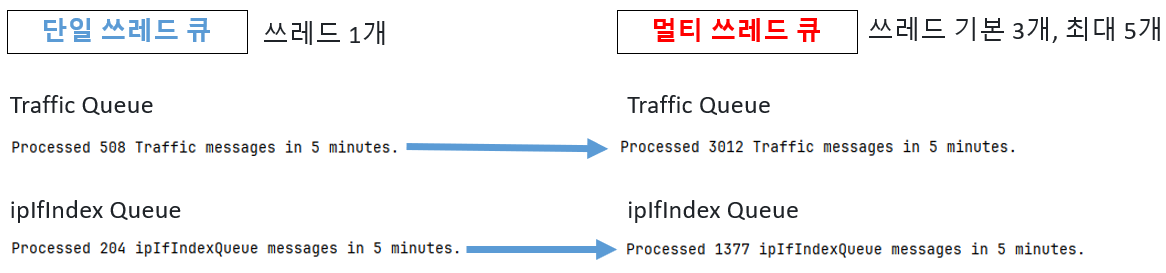 단일 쓰레드 큐 쓰레드 1개
Traffic Queue
Processed 508 Traffic messages in 5 minutes.
ipIfIndex Queue
Processed 204 ipIfIndexQueue messages in 5 minutes.
멀티 쓰레드 큐 쓰레드 기본 3개, 최대 5개
Traffic Queue
Processed 3012 Traffic messages in 5 minutes.
ipIfIndex Queue
Processed 1377 ipIfIndexQueue messages in 5 minutes.